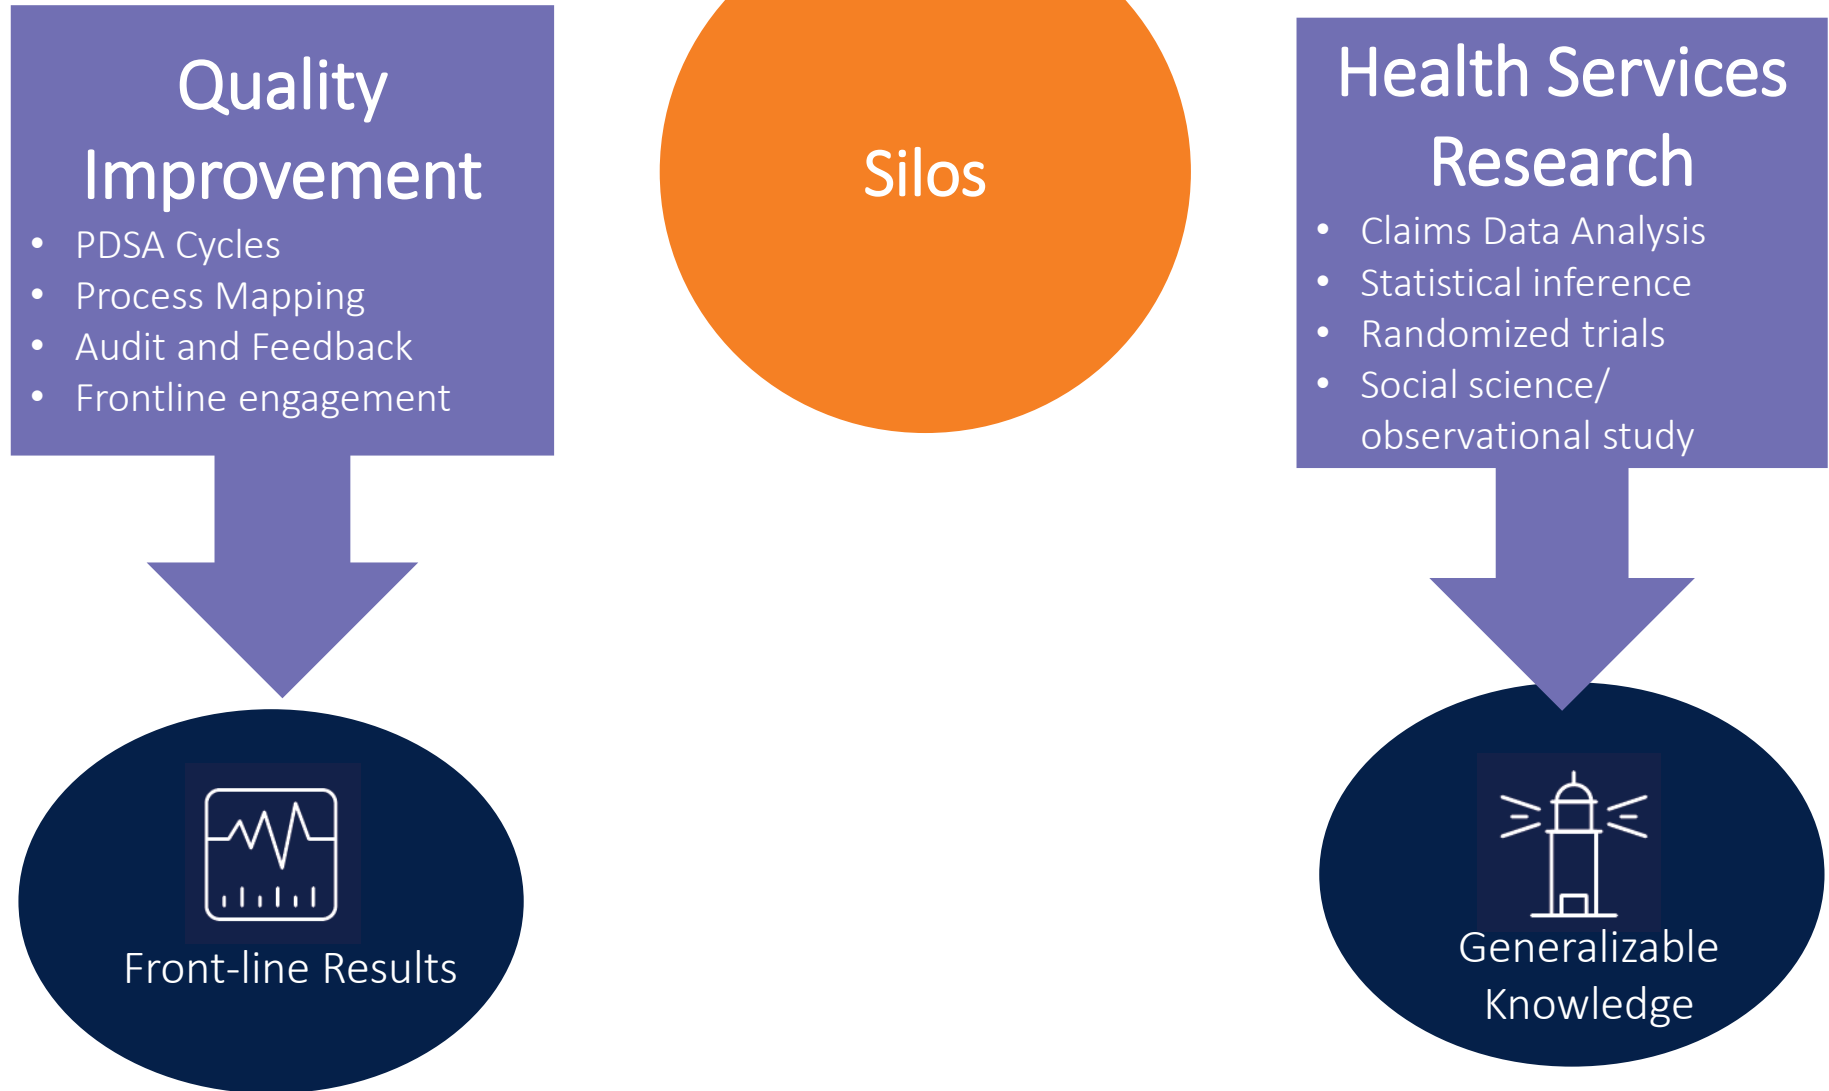 Quality
Improvement
• PDSA Cycles
• Process Mapping
• Audit and Feedback
• Frontline engagement
Silos
Health Services
Research
• Claims Data Analysis
• Statistical inference
• Randomized trials
• Social science/
observational study
Front-line Results
Generalizable
Knowledge